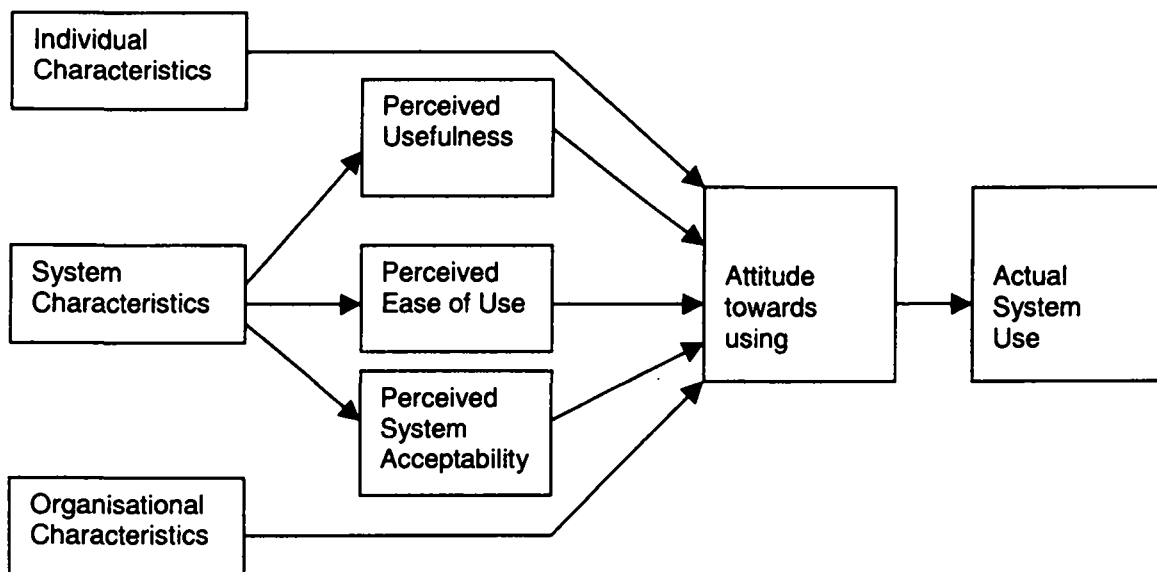 Individual
Characteristics
Perceived
Usefulness
System
Characteristics
Perceived
Ease of Use
Perceived
System
Acceptability
Organisational
Characteristics
Attitude
towards
using
Actual
System
Use